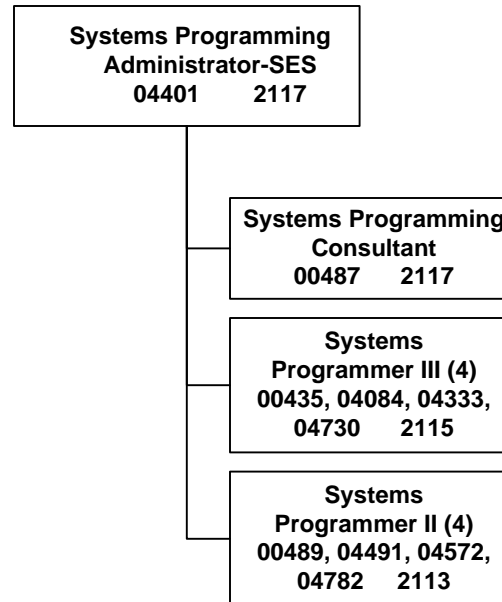 Systems Programming
Administrator-SES
04401 2117
Systems Programming
Consultant
00487 2117
Systems
Programmer III (4)
00435, 04084, 04333,
04730 2115
Systems
Programmer II (4)
00489, 04491, 04572,
04782 2113